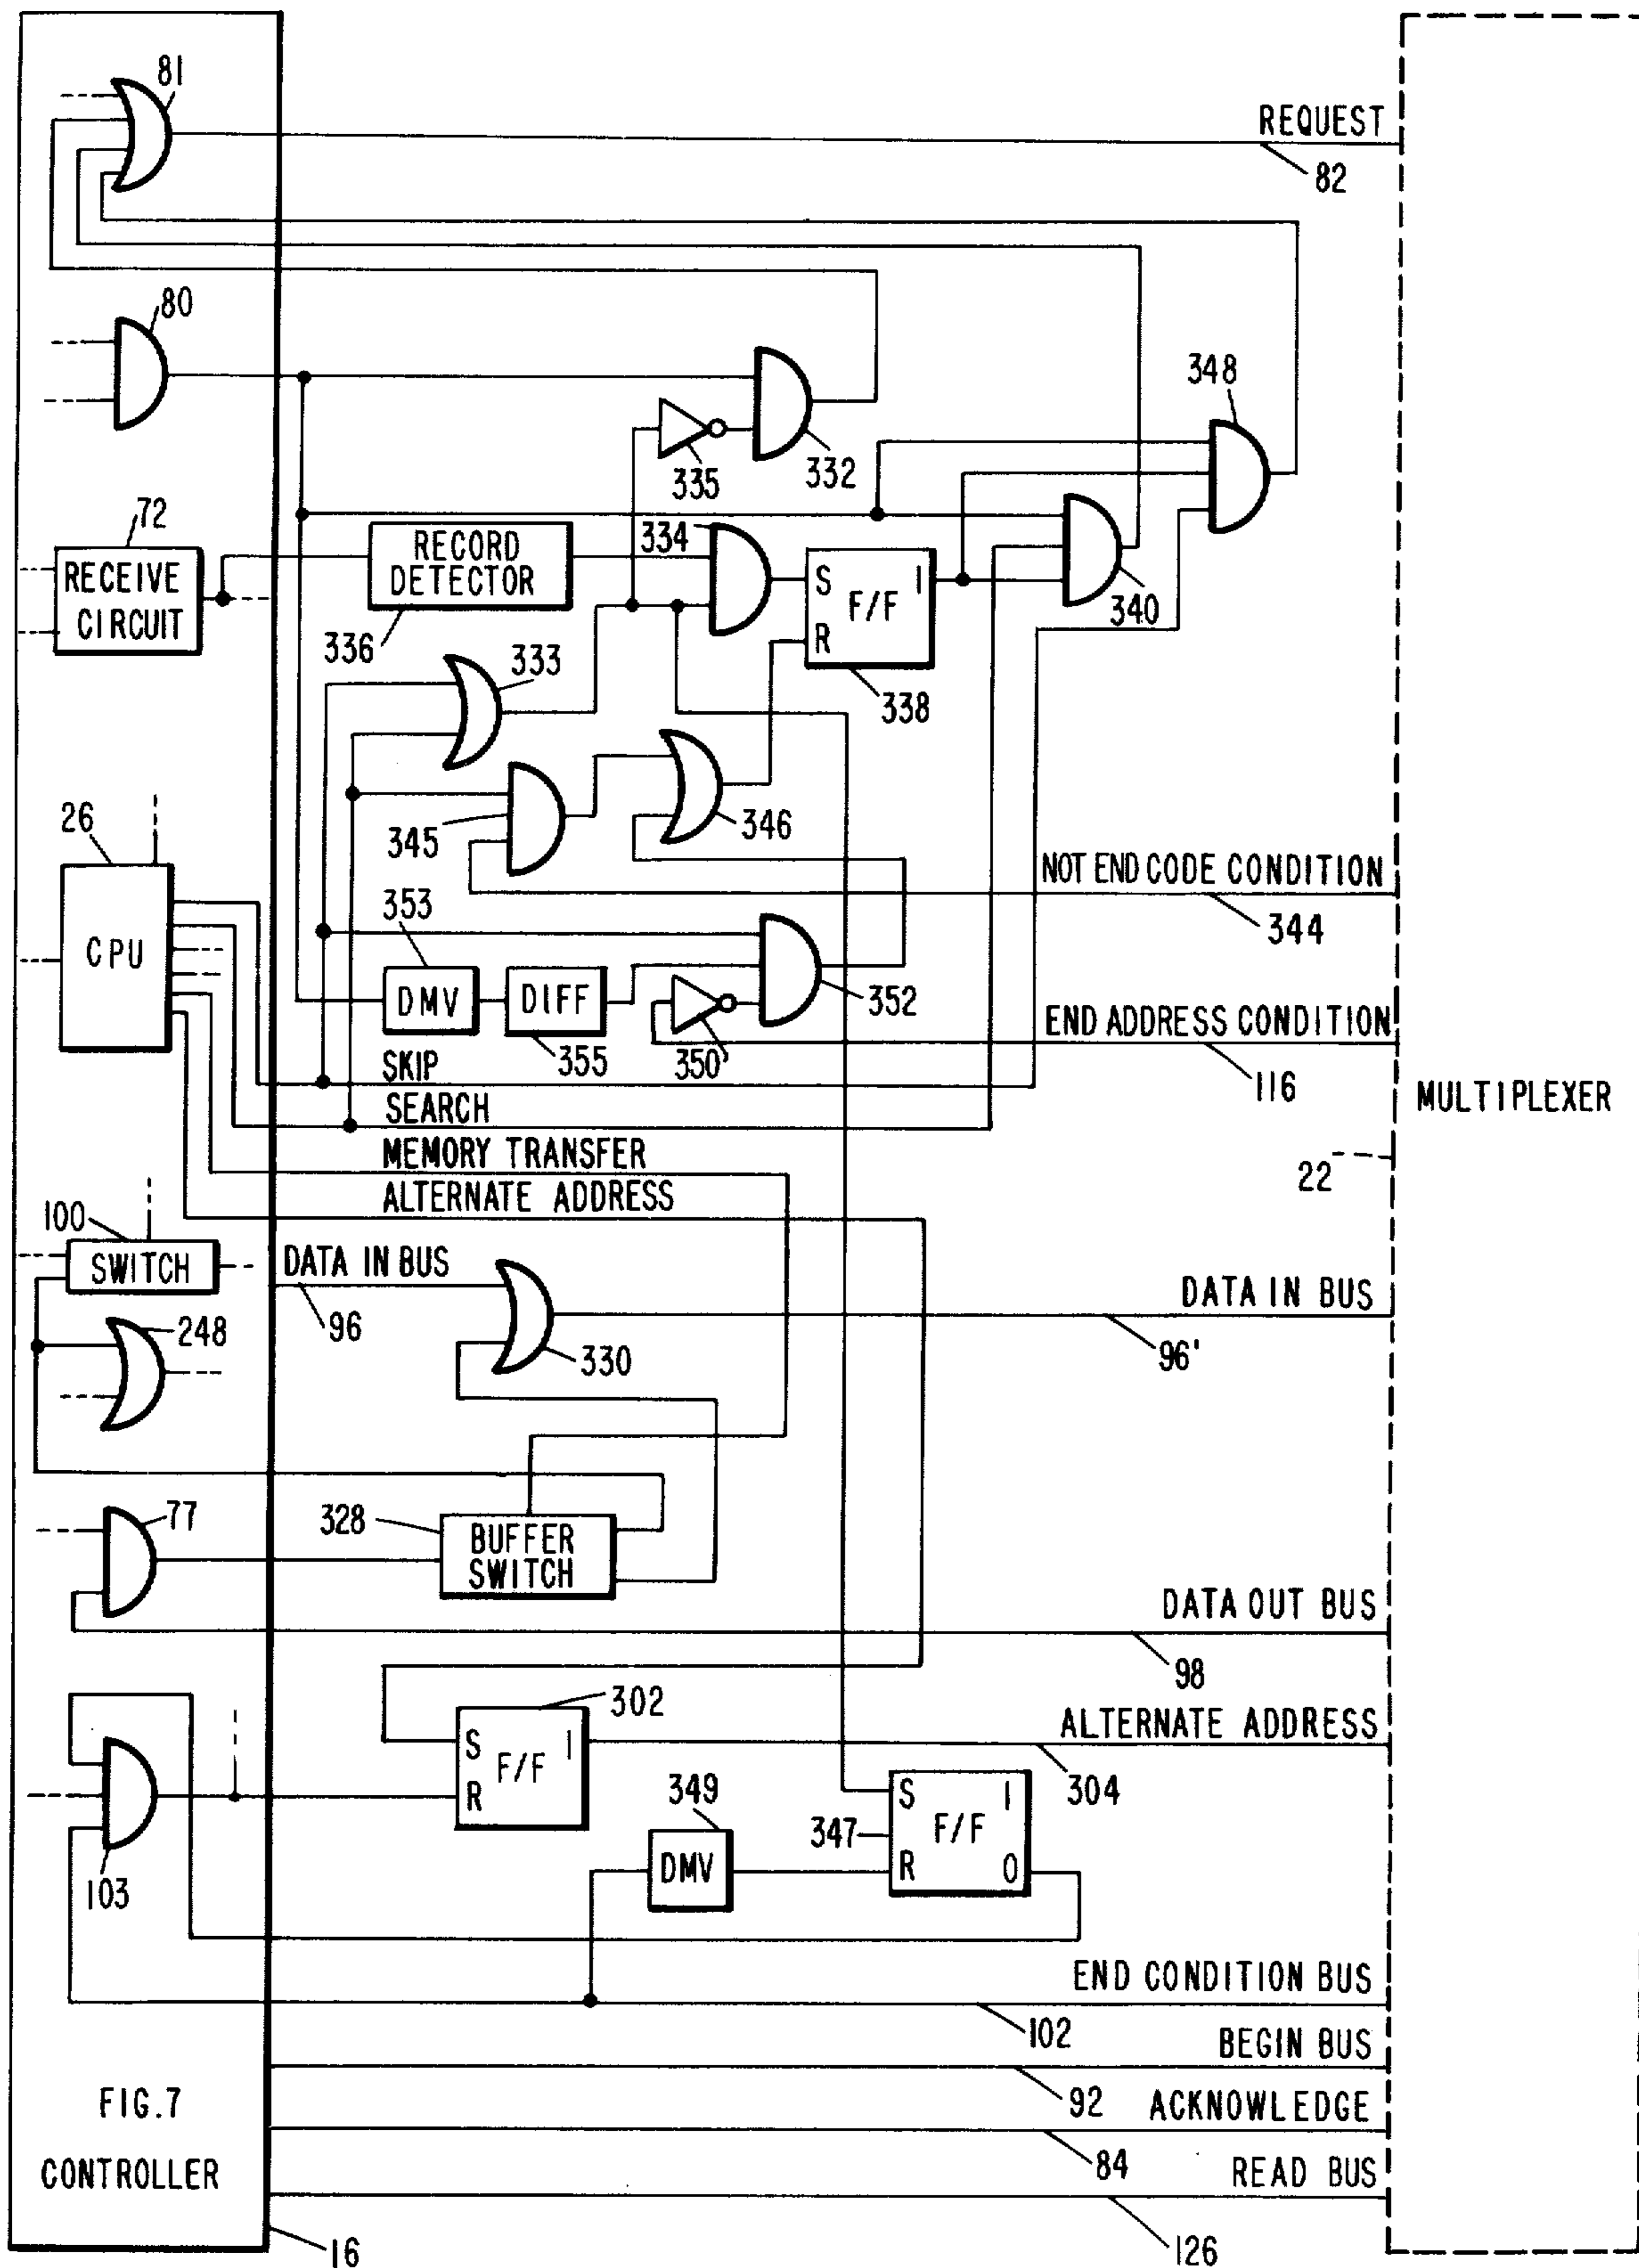 81
REQUEST
82
80
348
335
332
72
RECEIVE
CIRCUIT
RECORD
DETECTOR
336
334
S
F/F
1
R
338
340
333
345
346
NOT END CODE CONDITION
344
26
CPU
353
DMV
DIFF
355
350
352
END ADDRESS CONDITION
116
SKIP
SEARCH
MEMORY TRANSFER
ALTERNATE ADDRESS
MULTIPLEXER
22
100
SWITCH
DATA IN BUS
96
DATA IN BUS
96'
248
330
77
328
BUFFER
SWITCH
DATA OUT BUS
98
302
S
F/F
1
R
ALTERNATE ADDRESS
304
349
DMV
347
S
F/F
1
R
0
103
END CONDITION BUS
102
BEGIN BUS
92
ACKNOWLEDGE
84
READ BUS
126
FIG.7
CONTROLLER
16